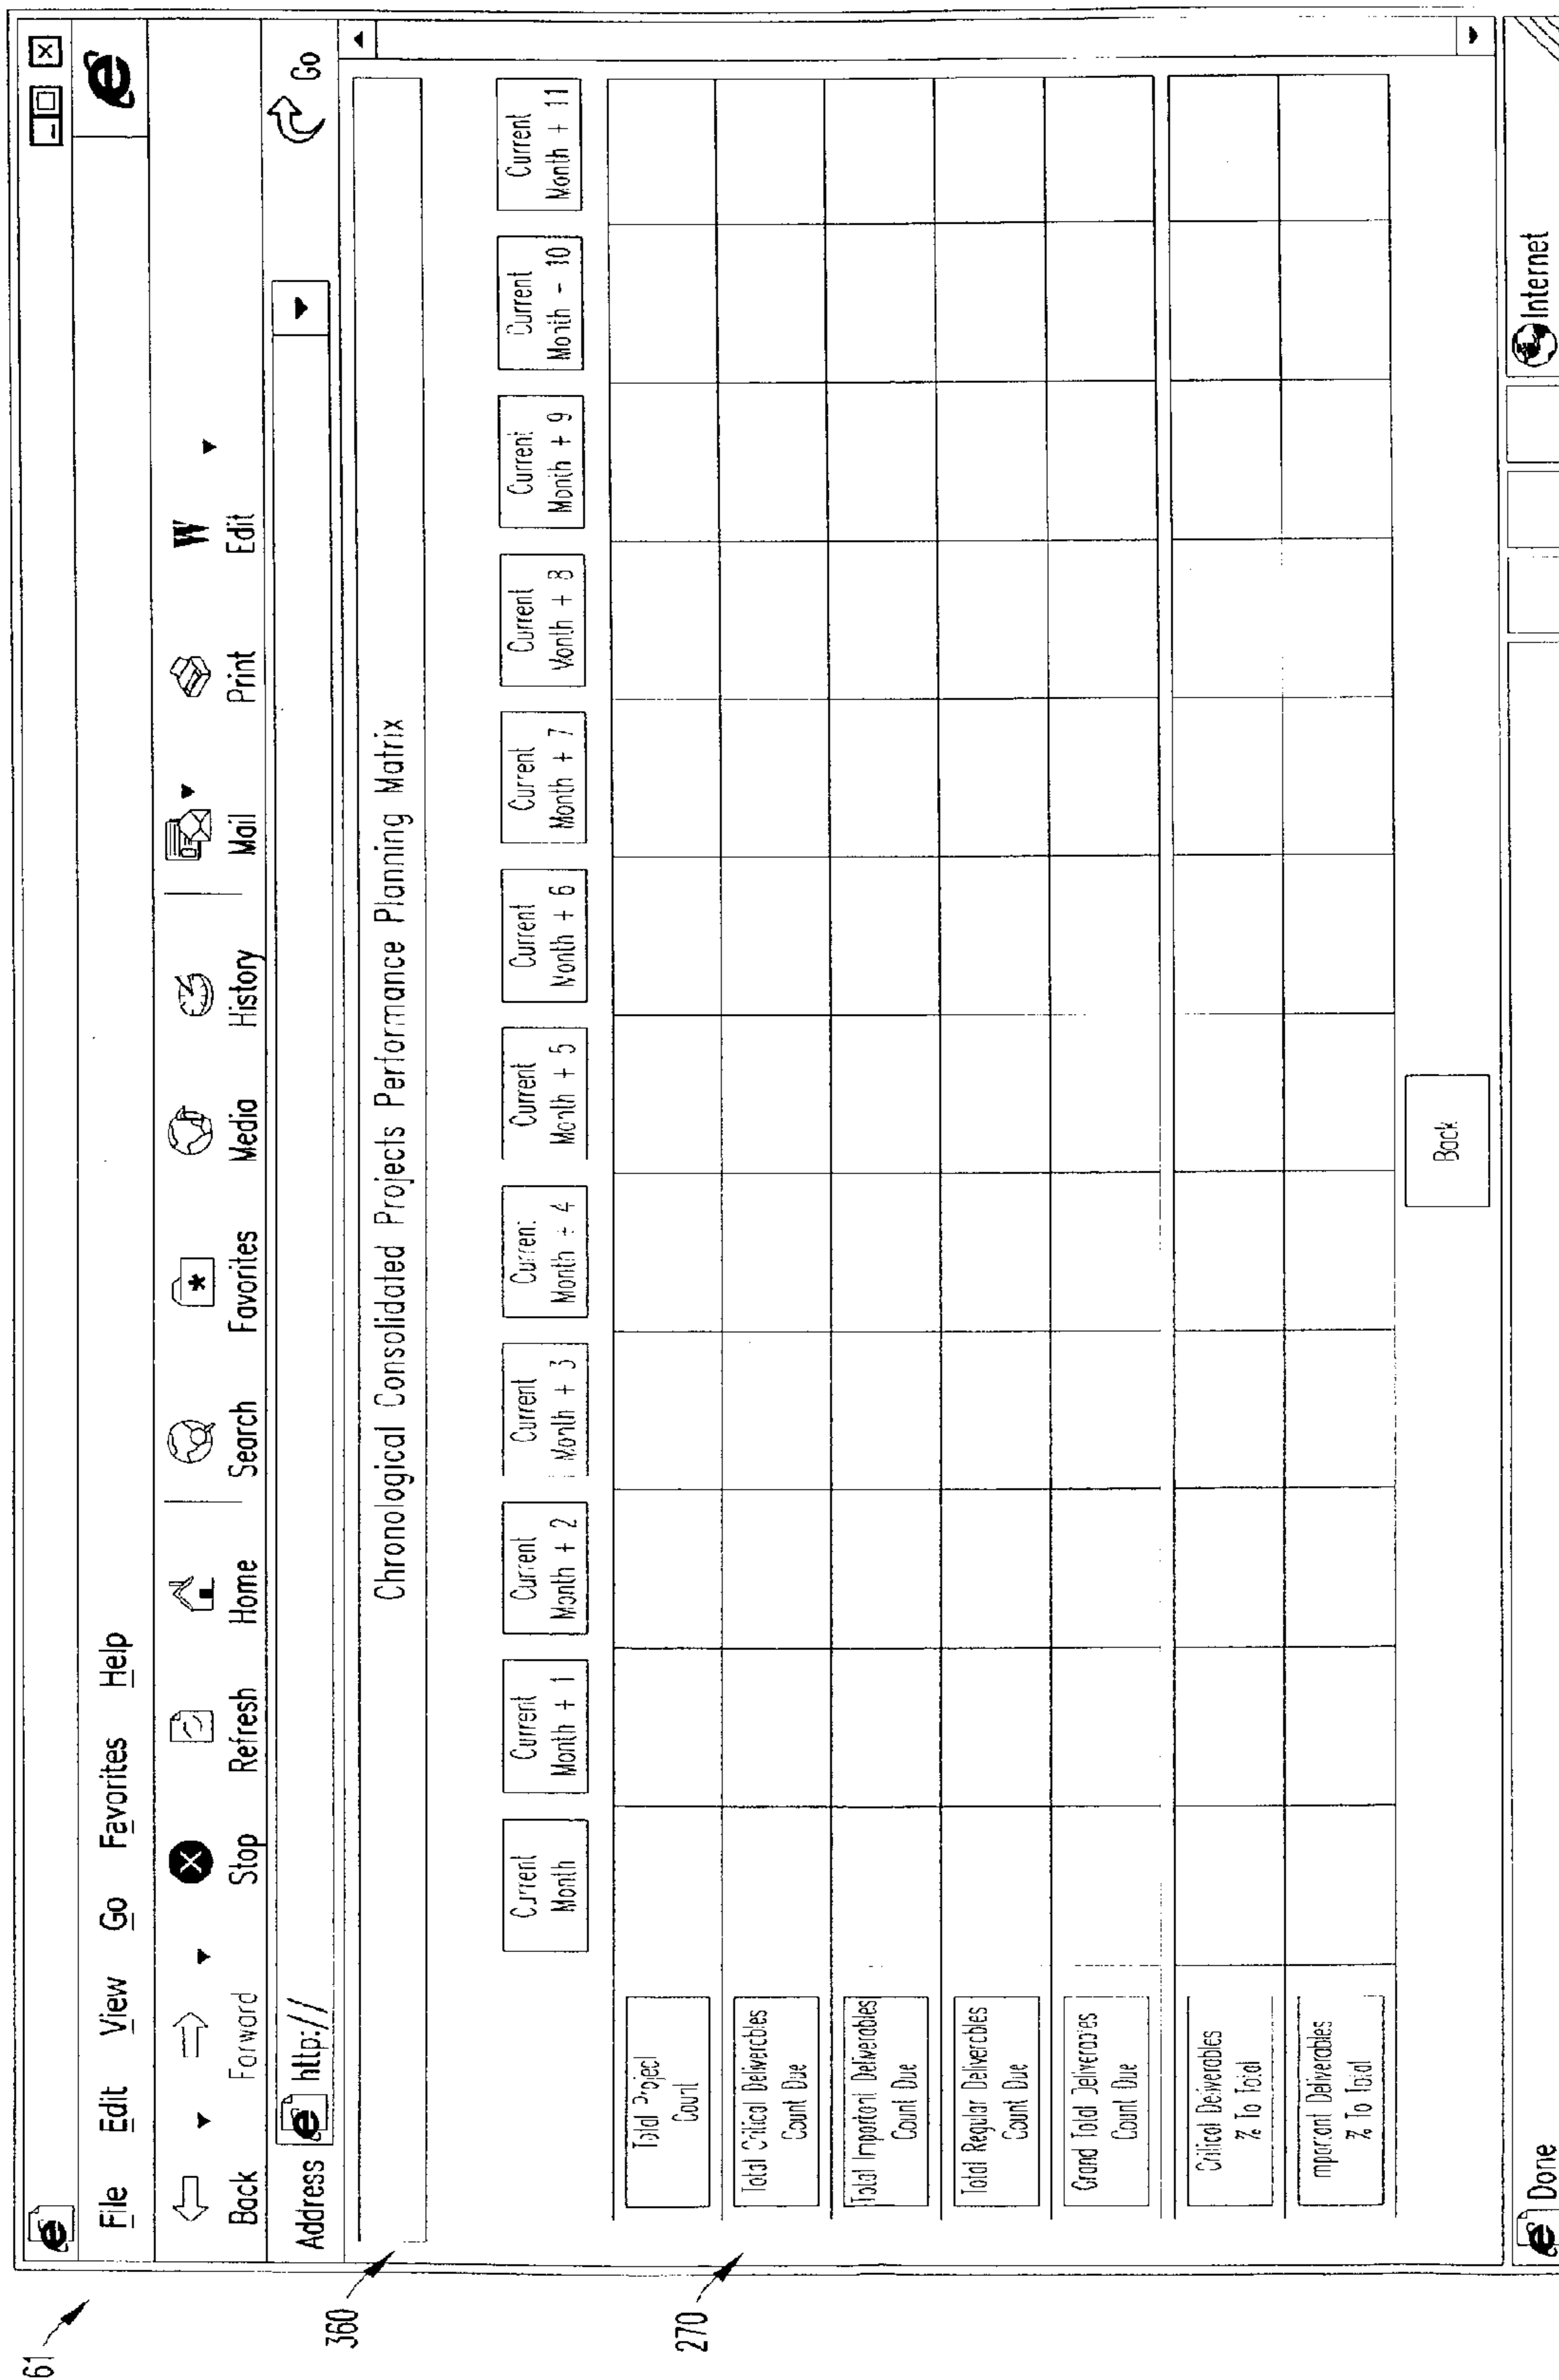 61
File Edit View Go Favorites Help
Back Forward Stop Refresh Home Search Favorites Media History Mail Print Edit
Address http:// Go
360
Chronological Consolidated Projects Performance Planning Matrix
Current Month
Current Month + 1
Current Month + 2
Current Month + 3
Current Month + 4
Current Month + 5
Current Month + 6
Current Month + 7
Current Month + 8
Current Month + 9
Current Month - 10
Current Month + 11
270
Total Project
Count
Total Critical Deliverables
Count Due
Total Important Deliverables
Count Due
Total Regular Deliverables
Count Due
Grand Total Deliverables
Count Due
Critical Deliverables
% To Total
Important Deliverables
% To Total
Back
Done Internet